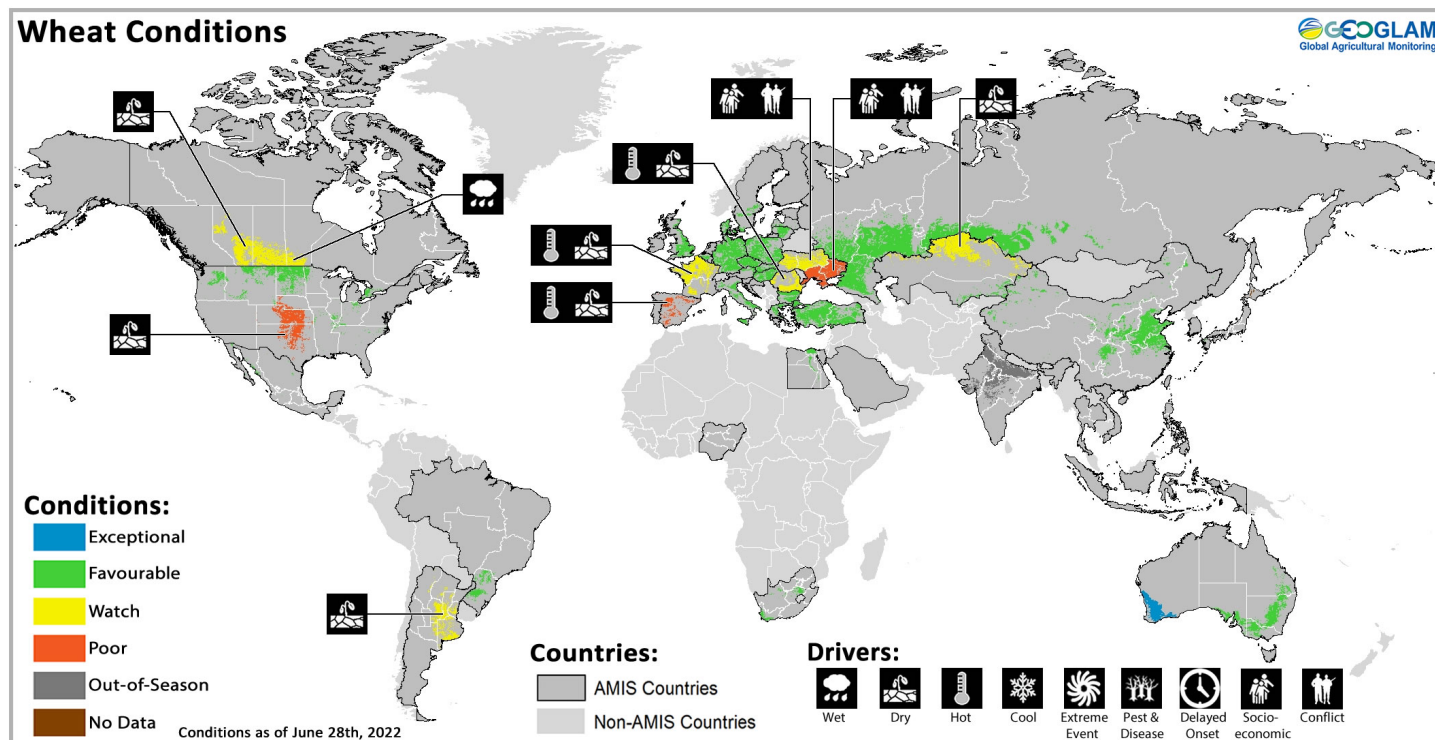 Wheat Conditions
GEOGLAM
Global Agricultural Monitoring
Conditions:
Exceptional
Favourable
Watch
Poor
Out-of-Season
No Data
Conditions as of June 28th, 2022
Countries:
AMIS Countries
Non-AMIS Countries
Drivers:
Wet
Dry
Hot
Cool
Extreme
Event
Pest &
Disease
Delayed
Onset
Socio-
economic
Conflict